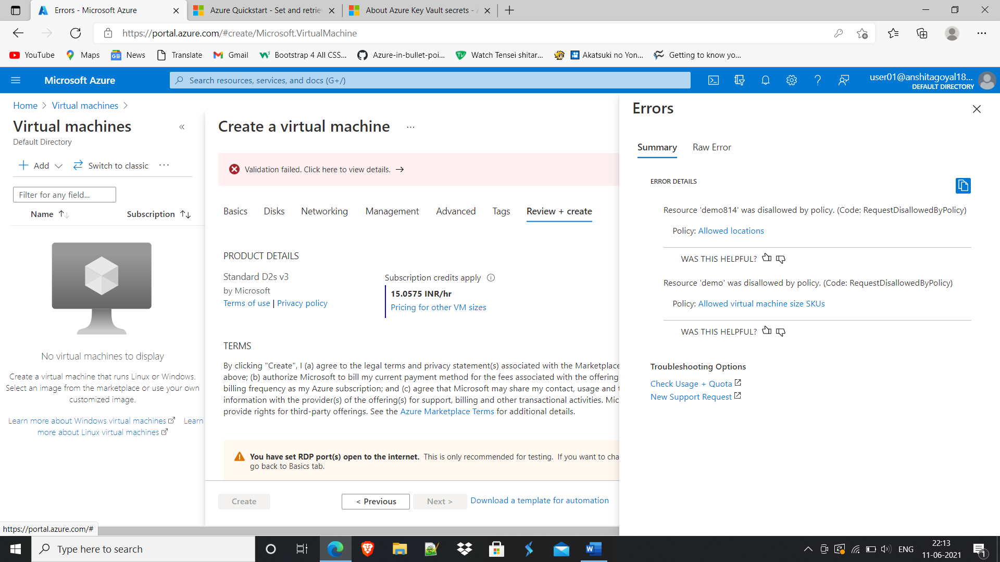 Errors - Microsoft Azure
Azure Quickstart - Set and retrie
About Azure Key Vault secrets -
https://portal.azure.com/#create/Microsoft.VirtualMachine
YouTube
Maps
News
Translate
Gmail
Bootstrap 4 All CSS...
Azure-in-bullet-poi...
Watch Tensei shitar...
Akatsuki no Yon...
Getting to know yo...
Microsoft Azure
Search resources, services, and docs (G+/)
user01@anshitagoyal18...
DEFAULT DIRECTORY
Home > Virtual machines >
Virtual machines
Default Directory
Add
Switch to classic
...
Filter for any field...
Name
Subscription
No virtual machines to display
Create a virtual machine that runs Linux or Windows.
Select an image from the marketplace or use your own
customized image.
Learn more about Windows virtual machines
Learn
more about Linux virtual machines
https://portal.azure.com/#
Create a virtual machine
...
Validation failed. Click here to view details. →
Basics
Disks
Networking
Management
Advanced
Tags
Review + create
PRODUCT DETAILS
Standard D2s v3
by Microsoft
Terms of use | Privacy policy
Subscription credits apply
15.0575 INR/hr
Pricing for other VM sizes
TERMS
By clicking "Create", I (a) agree to the legal terms and privacy statement(s) associated with the Marketplace
above; (b) authorize Microsoft to bill my current payment method for the fees associated with the offering
billing frequency as my Azure subscription; and (c) agree that Microsoft may share my contact, usage and t
information with the provider(s) of the offering(s) for support, billing and other transactional activities. Mic
provide rights for third-party offerings. See the Azure Marketplace Terms for additional details.
You have set RDP port(s) open to the internet. This is only recommended for testing. If you want to cha
go back to Basics tab.
Create
< Previous
Next >
Download a template for automation
Errors
Summary
Raw Error
ERROR DETAILS
Resource 'demo814' was disallowed by policy. (Code: RequestDisallowedByPolicy)
Policy: Allowed locations
WAS THIS HELPFUL?
Resource 'demo' was disallowed by policy. (Code: RequestDisallowedByPolicy)
Policy: Allowed virtual machine size SKUs
WAS THIS HELPFUL?
Troubleshooting Options
Check Usage + Quota
New Support Request
Type here to search
ENG
22:13
11-06-2021
1